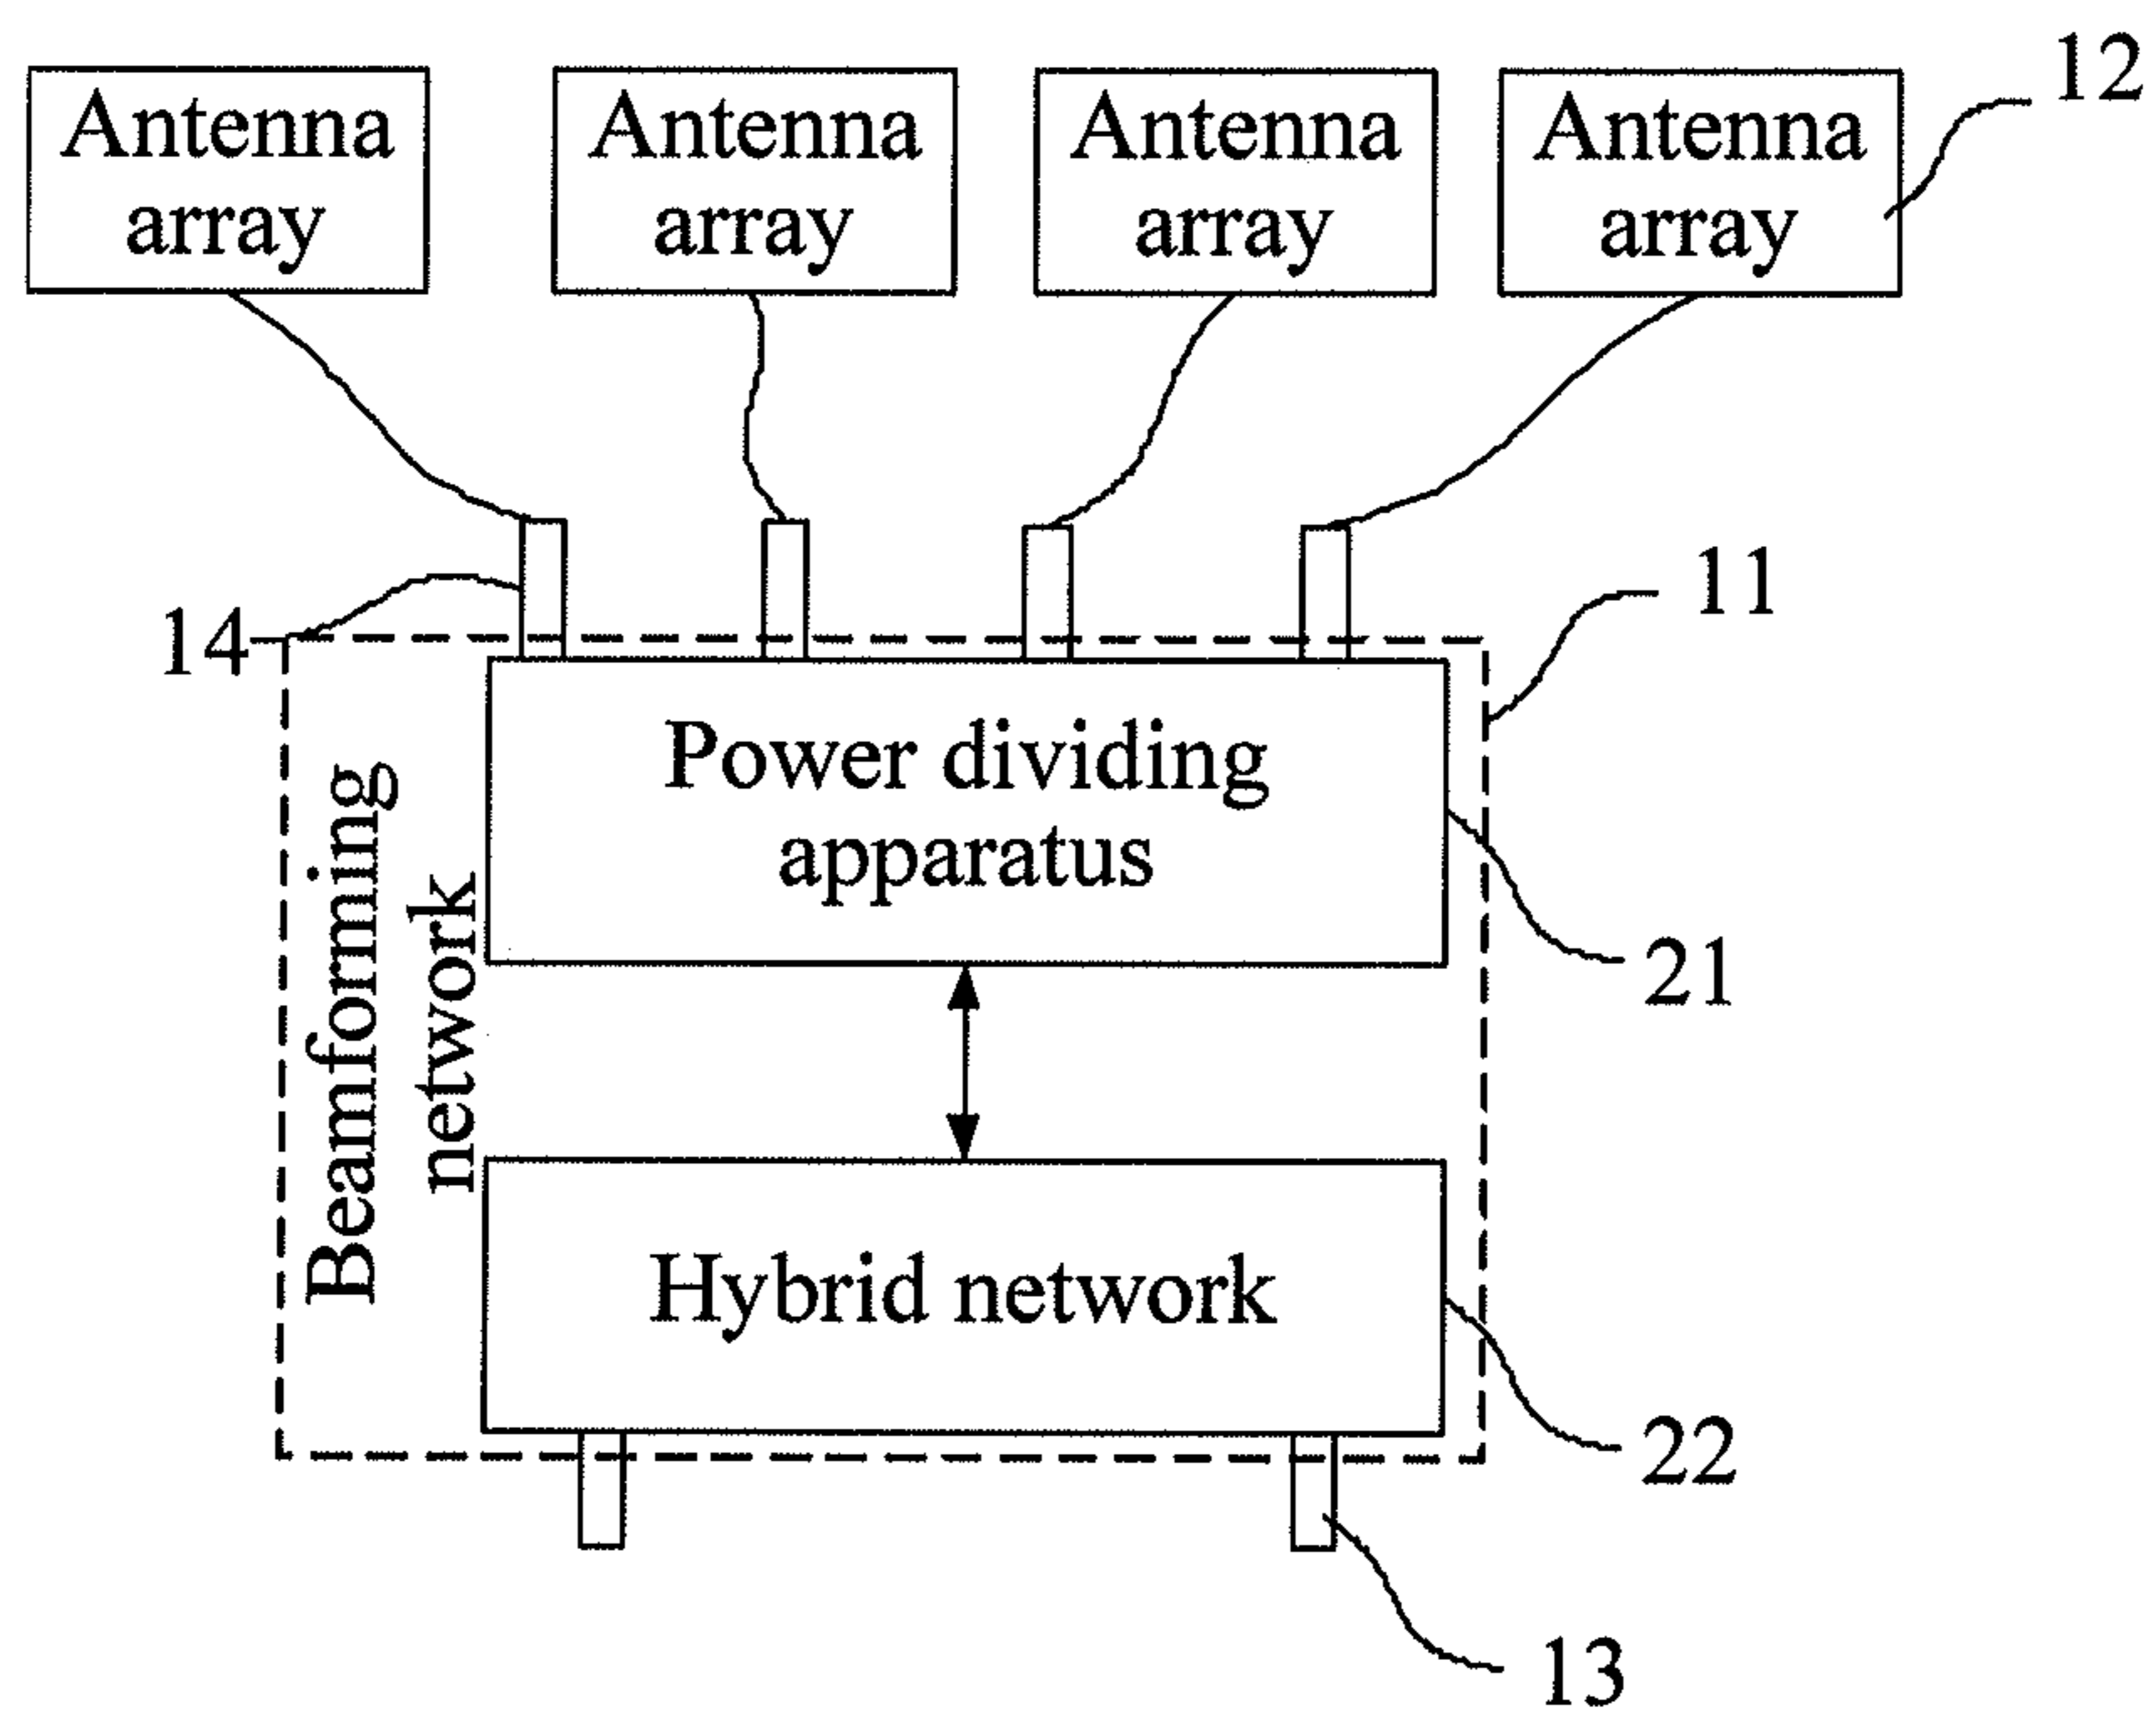 12
Antenna
array
Antenna
array
Antenna
array
Antenna
array
11
14
Power dividing
apparatus
21
Beamforming
network
Hybrid network
22
13